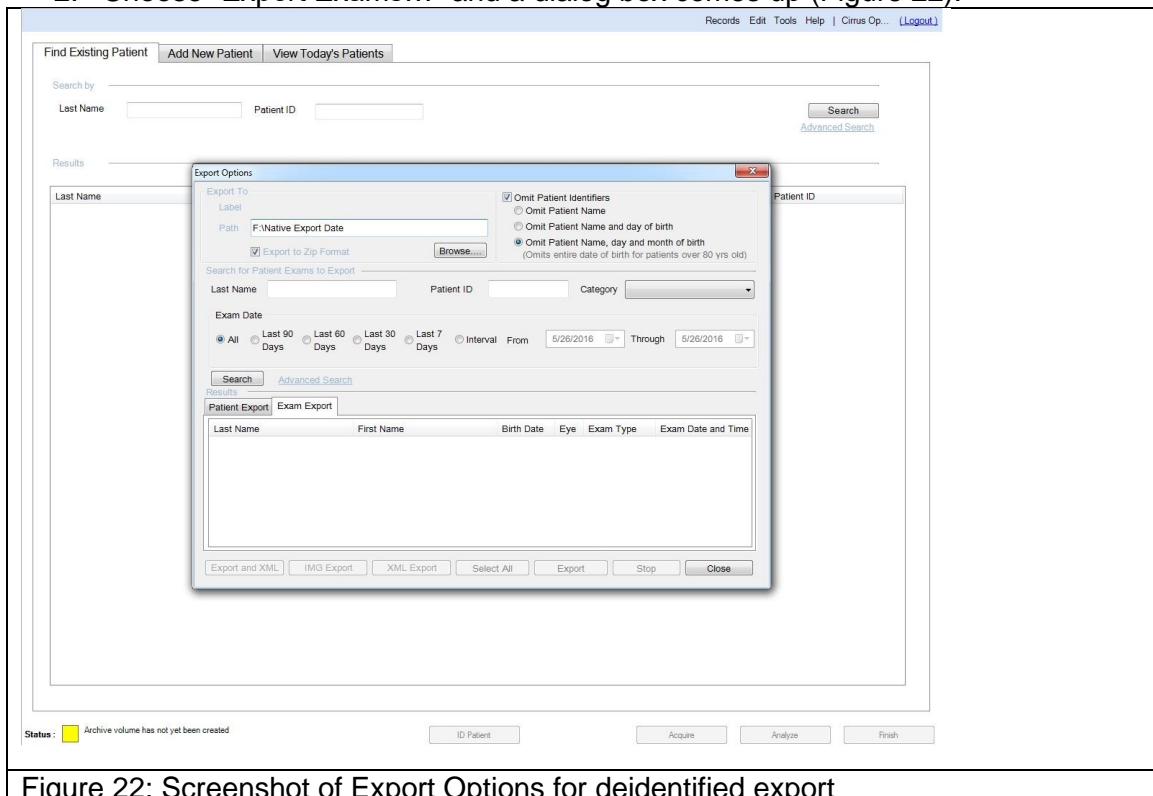 2. Choose "Export Exams..." and a dialog box comes up (Figure 22).
Records Edit Tools Help | Cirrus Op... (Logout)
Find Existing Patient Add New Patient View Today's Patients
Search by
Last Name Patient ID Search
Advanced Search
Results
Last Name Patient ID
Export Options
Export To
Label
Path F:\Native Export Date
Export to Zip Format Browse....
Omit Patient Identifiers
Omit Patient Name
Omit Patient Name and day of birth
Omit Patient Name, day and month of birth
(Omits entire date of birth for patients over 80 yrs old)
Search for Patient Exams to Export
Last Name Patient ID Category
Exam Date
All Last 90 Days Last 60 Days Last 30 Days Last 7 Days Interval From 5/26/2016 Through 5/26/2016
Search Advanced Search
Results
Patient Export Exam Export
Last Name First Name Birth Date Eye Exam Type Exam Date and Time
Export and XML IMG Export XML Export Select All Export Stop Close
Status : Archive volume has not yet been created ID Patient Acquire Analyze Finish
Figure 22: Screenshot of Export Options for deidentified export